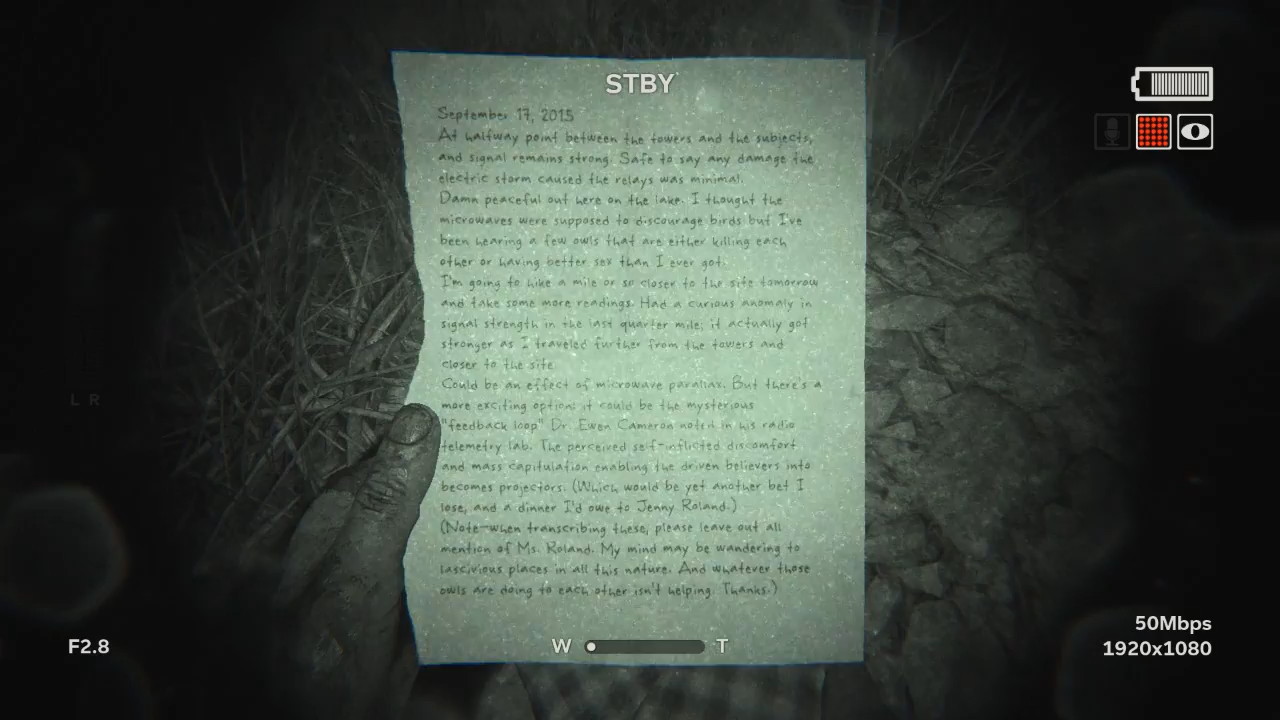 STBY
September 17, 2015
At halfway point between the towers and the subjects,
and signal remains strong. Safe to say any damage the
electric storm caused the relays was minimal.
Damn peaceful out here on the lake. I thought the
microwaves were supposed to discourage birds but I've
been hearing a few owls that are either killing each
other or having better sex than I ever got.
I'm going to hike a mile or so closer to the site tomorrow
and take some more readings. Had a curious anomaly in
signal strength in the last quarter mile; it actually got
stronger as I traveled further from the towers and
closer to the site.
Could be an effect of microwave parallax. But there's a
more exciting option; it could be the mysterious
"feedback loop" Dr. Ewen Cameron noted in his radio
telemetry lab. The perceived self-inflicted discomfort
and mass capitulation enabling the driven believers into
becomes projectors. (Which would be yet another bet I
lose, and a dinner I'd owe to Jenny Roland.)
(Note—when transcribing these, please leave out all
mention of Ms. Roland. My mind may be wandering to
lascivious places in all this nature. And whatever those
owls are doing to each other isn't helping. Thanks.)
L R
F2.8
W T
50Mbps
1920x1080